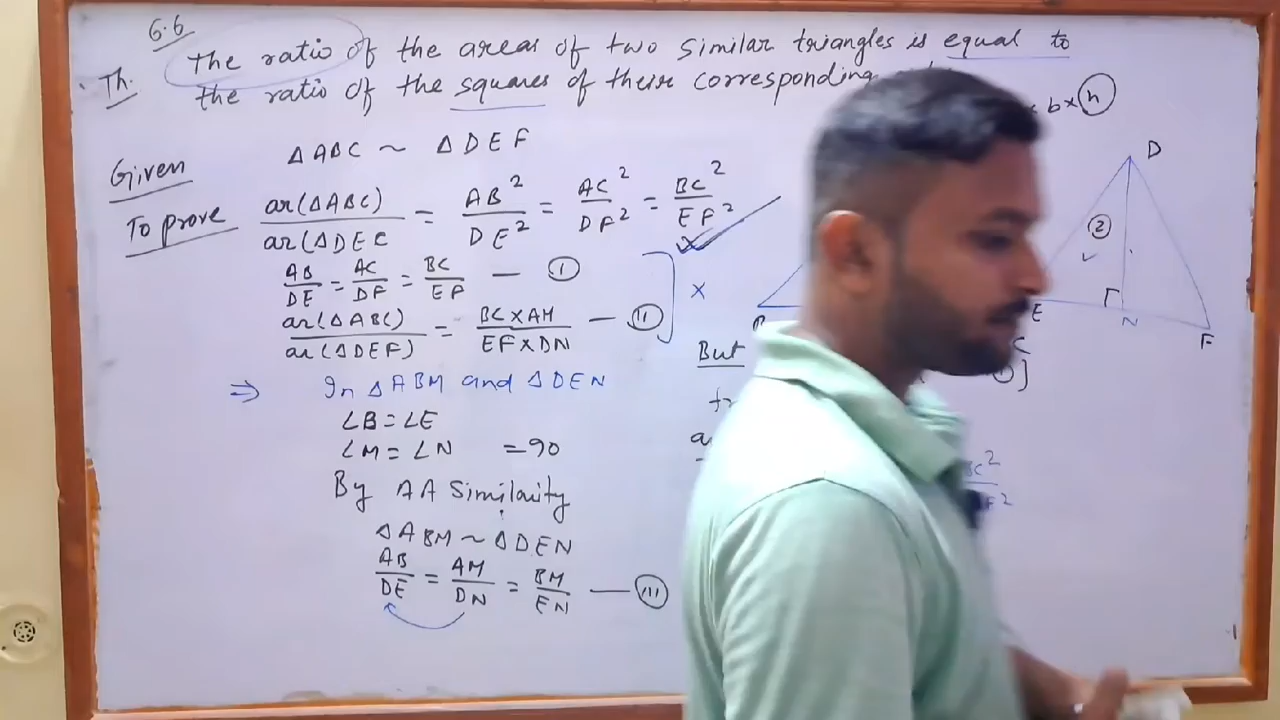 6.6
Th. The ratio of the areas of two similar triangles is equal to
the ratio of the squares of their corresponding
b × h
Given ΔABC ~ ΔDEF
To prove ar(ΔABC) / ar(ΔDEC = AB² / DE² = AC² / DF² = BC² / EF²
AB/DE = AC/DF = BC/EF — (I)
ar(ΔABC) / ar(ΔDEF) = BC×AM / EF×DN — (II)
×
⇒ In ΔABM and ΔDEN
∠B=∠E
∠M=∠N =90
By AA Similarity
ΔABM~ΔDEN
AB/DE = AM/DN = BM/EN — (III)
D
2
E
N
F
But